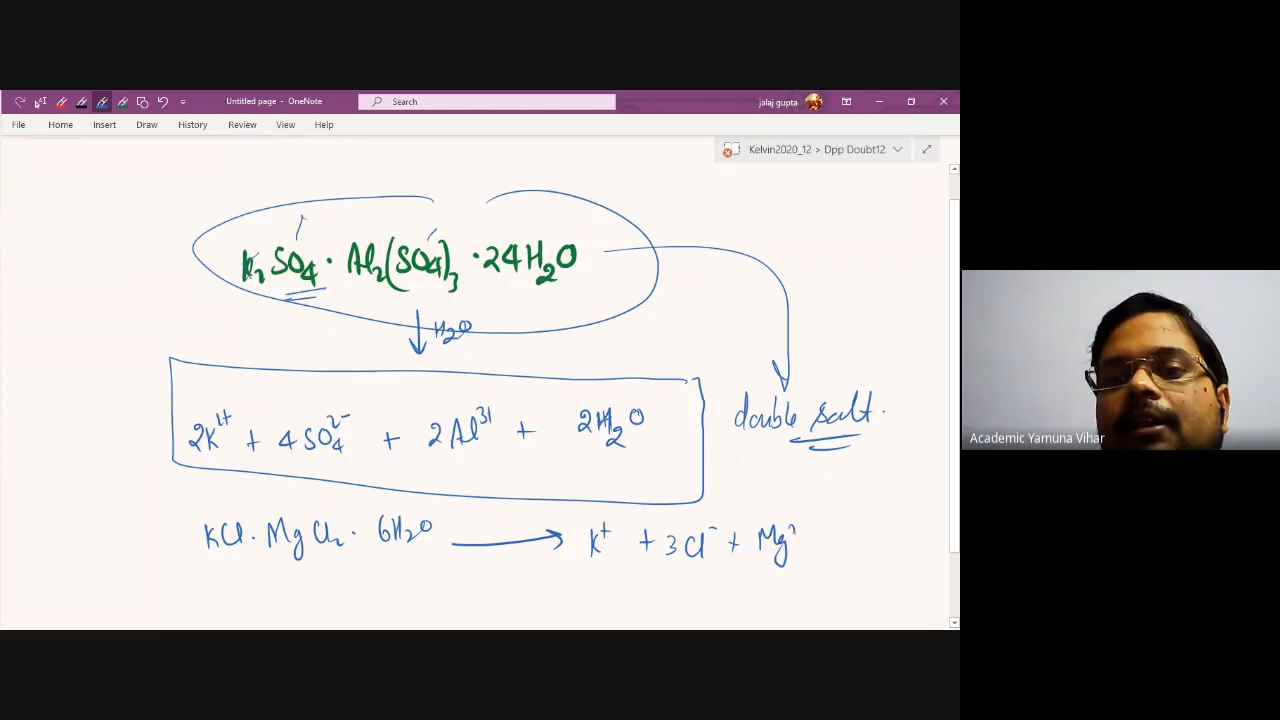 Untitled page - OneNote
Search
jalaj gupta
File Home Insert Draw History Review View Help
Kelvin2020_12 > Dpp Doubt12
K₂SO₄ · Al₂(SO₄)₃ · 24H₂O
H₂O
2K¹⁺ + 4SO₄²⁻ + 2Al³⁺ + 2H₂O
double salt.
KCl · MgCl₂ · 6H₂O → K⁺ + 3Cl⁻ + Mg²
Academic Yamuna Vihar